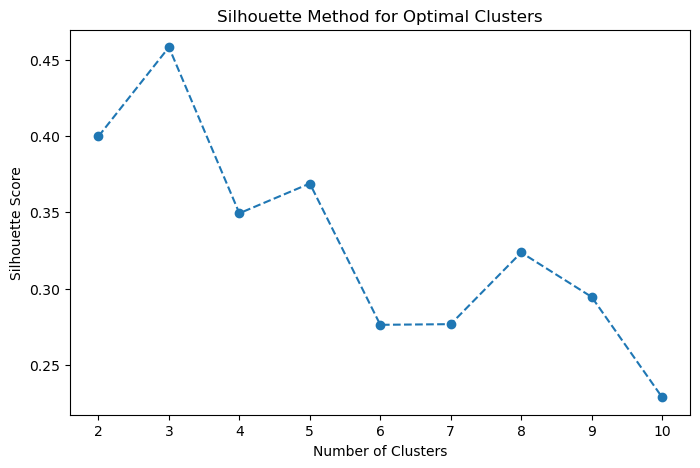 Silhouette Method for Optimal Clusters
Silhouette Score
0.45
0.40
0.35
0.30
0.25
2 3 4 5 6 7 8 9 10
Number of Clusters